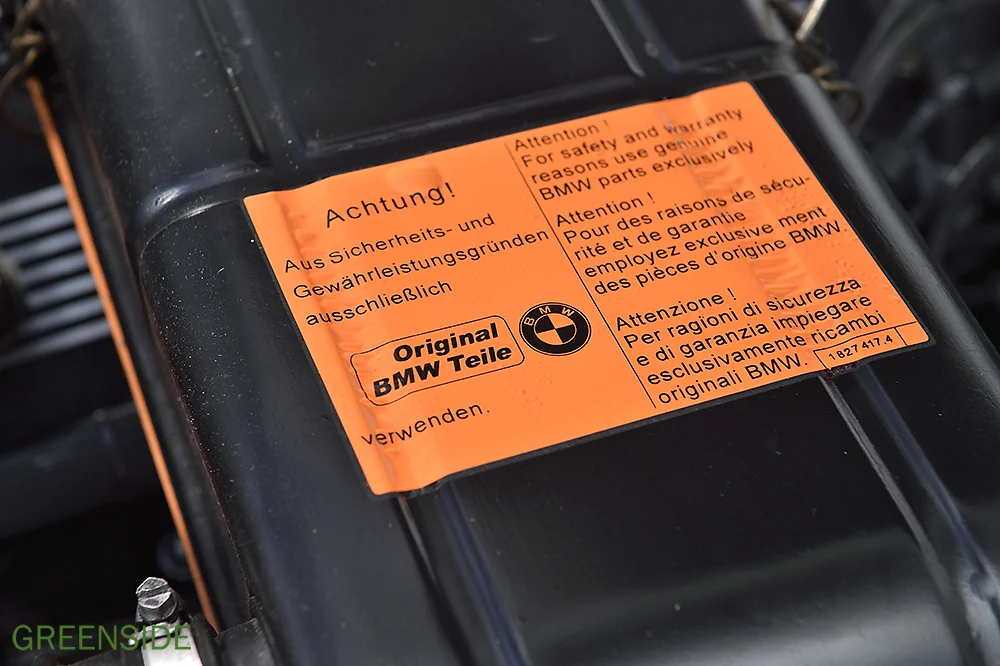 Achtung!
Aus Sicherheits- und
Gewährleistungsgründen
ausschließlich
Original
BMW Teile
BMW
verwenden.
Attention !
For safety and warranty
reasons use genuine
BMW parts exclusively
Attention !
Pour des raisons de sécu-
rité et de garantie
employez exclusive ment
des pièces d'origine BMW.
Attenzione !
Per ragioni di sicurezza
e di garanzia impiegare
esclusivamente ricambi
originali BMW.
1 827 417.4
GREENSIDE